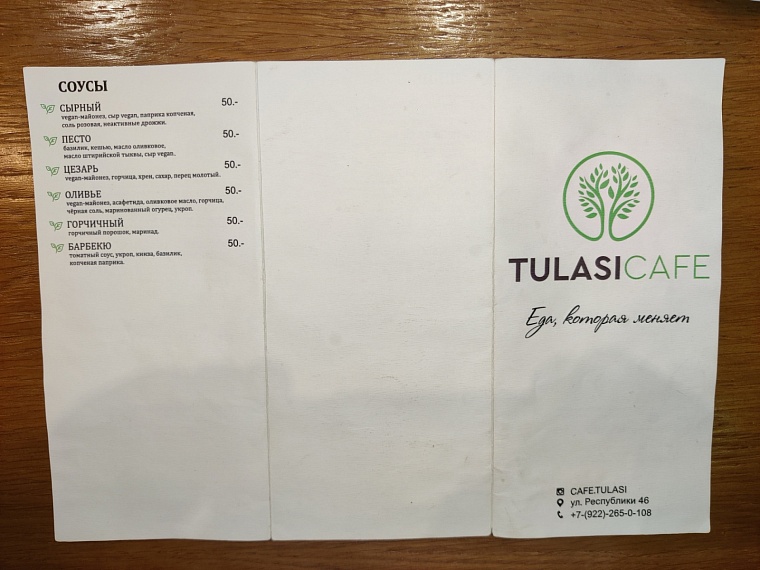 СОУСЫ
СЫРНЫЙ 50.-
vegan-майонез, сыр vegan, паприка копченая,
соль розовая, неактивные дрожжи.
ПЕСТО 50.-
базилик, кешью, масло оливковое,
масло штирийской тыквы, сыр vegan.
ЦЕЗАРЬ 50.-
vegan-майонез, горчица, хрен, сахар, перец молотый.
ОЛИВЬЕ 50.-
vegan-майонез, асафетида, оливковое масло, горчица,
чёрная соль, маринованный огурец, укроп.
ГОРЧИЧНЫЙ 50.-
горчичный порошок, маринад.
БАРБЕКЮ 50.-
томатный соус, укроп, кинза, базилик,
копченая паприка.
TULASICAFE
Еда, которая меняет
CAFE.TULASI
ул. Республики 46
+7-(922)-265-0-108